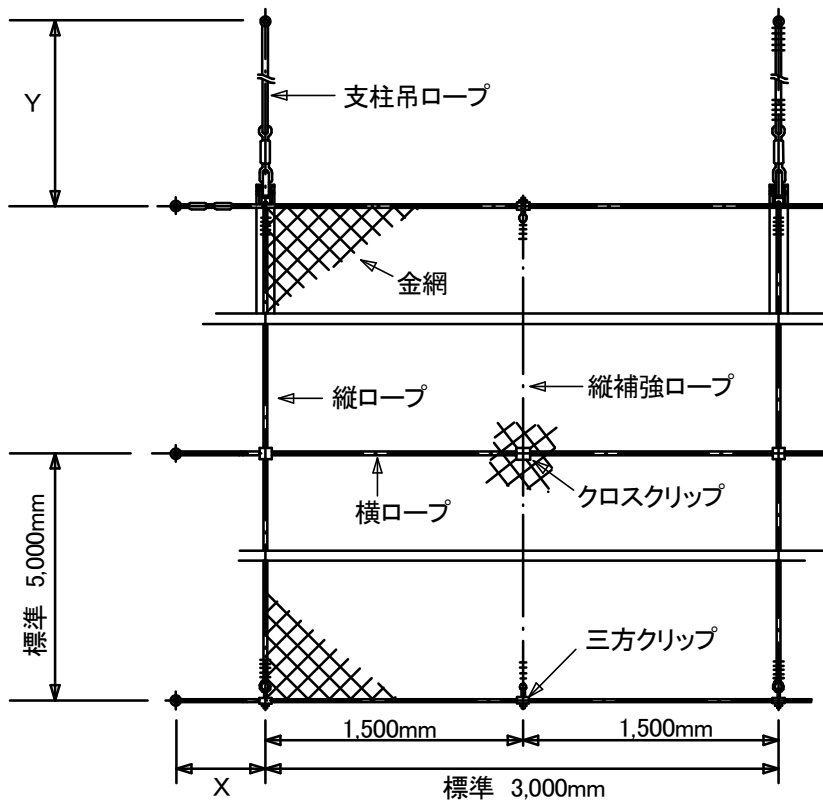 Y
支柱吊ロープ
金網
縦ロープ
縦補強ロープ
横ロープ
クロスクリップ
標準 5,000mm
三方クリップ
1,500mm
1,500mm
X
標準 3,000mm